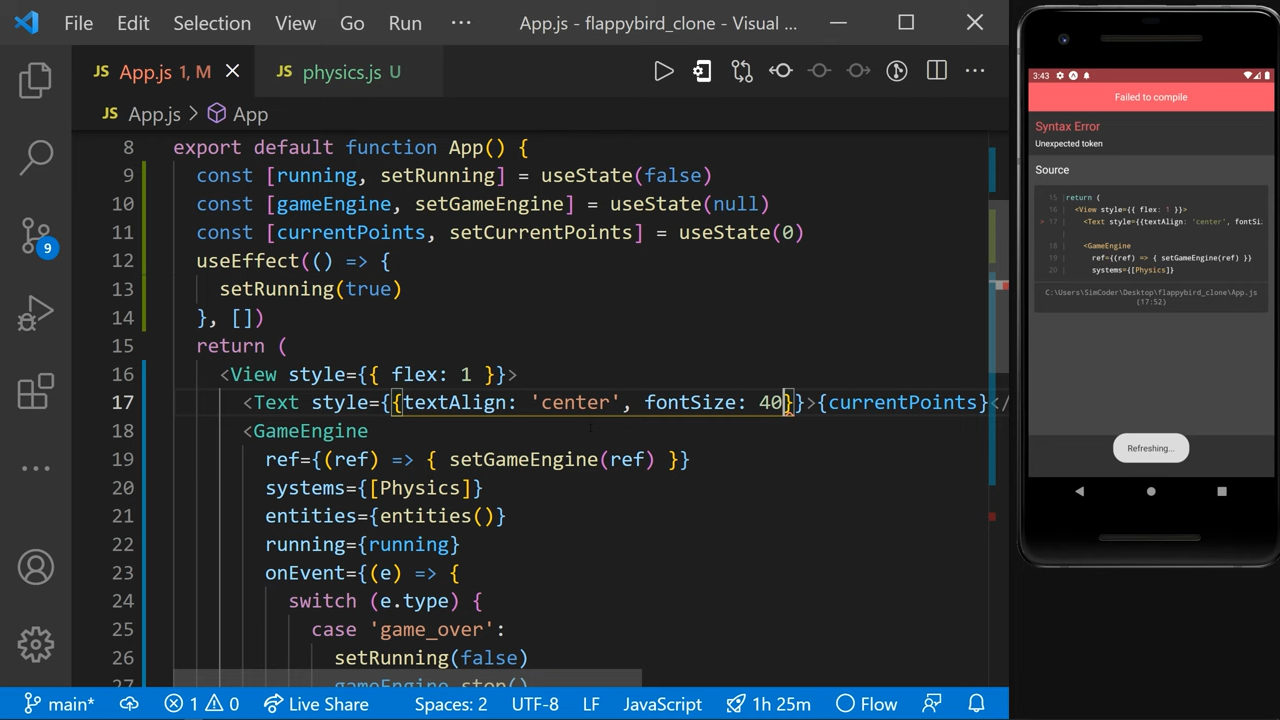 File Edit Selection View Go Run ··· App.js - flappybird_clone - Visual ...
JS App.js 1, M JS physics.js U
JS App.js > App
8 export default function App() {
9 const [running, setRunning] = useState(false)
10 const [gameEngine, setGameEngine] = useState(null)
11 const [currentPoints, setCurrentPoints] = useState(0)
12 useEffect(() => {
13 setRunning(true)
14 }, [])
15 return (
16 <View style={{ flex: 1 }}>
17 <Text style={{textAlign: 'center', fontSize: 40}}>{currentPoints}</
18 <GameEngine
19 ref={(ref) => { setGameEngine(ref) }}
20 systems={[Physics]}
21 entities={entities()}
22 running={running}
23 onEvent={(e) => {
24 switch (e.type) {
25 case 'game_over':
26 setRunning(false)
27 gameEngine.stop()
9
main* 1 0 Live Share Spaces: 2 UTF-8 LF JavaScript 1h 25m Flow
3:43
Failed to compile
Syntax Error
Unexpected token
Source
15 | return (
16 | <View style={{ flex: 1 }}>
> 17 | <Text style={{textAlign: 'center', fontSiz
18 | <GameEngine
19 | ref={(ref) => { setGameEngine(ref) }}
20 | systems={[Physics]}
C:\Users\SimCoder\Desktop\flappybird_clone\App.js
(17:52)
Refreshing...